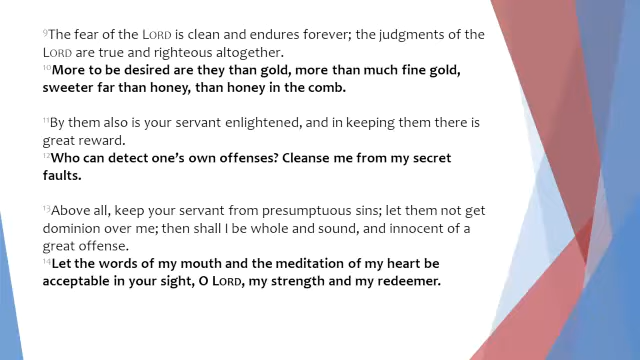 9The fear of the LORD is clean and endures forever; the judgments of the
LORD are true and righteous altogether.
10More to be desired are they than gold, more than much fine gold,
sweeter far than honey, than honey in the comb.
11By them also is your servant enlightened, and in keeping them there is
great reward.
12Who can detect one’s own offenses? Cleanse me from my secret
faults.
13Above all, keep your servant from presumptuous sins; let them not get
dominion over me; then shall I be whole and sound, and innocent of a
great offense.
14Let the words of my mouth and the meditation of my heart be
acceptable in your sight, O LORD, my strength and my redeemer.